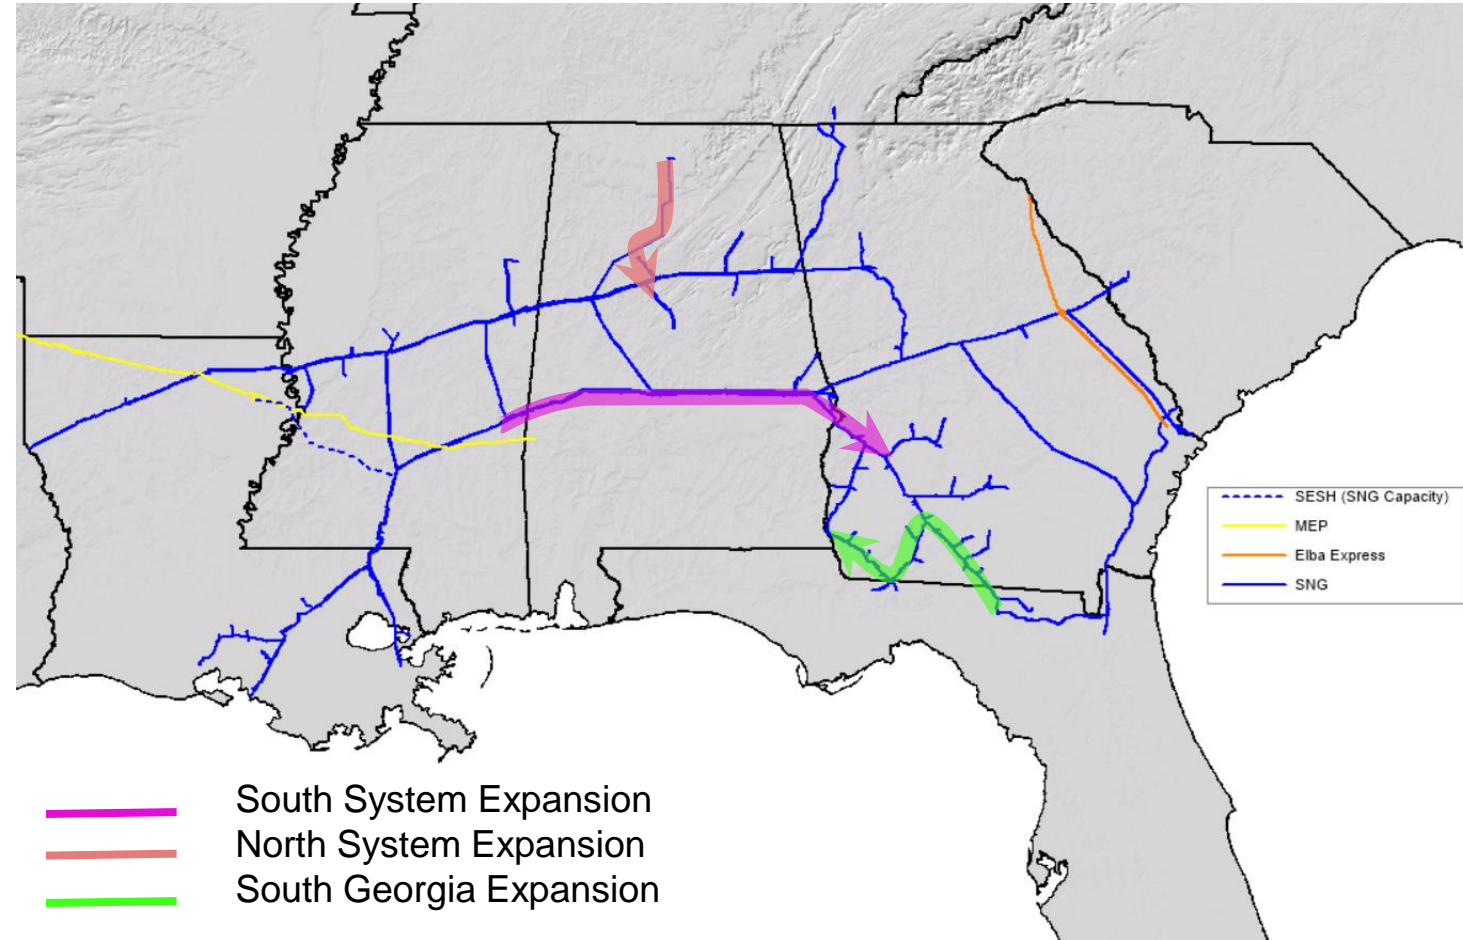 SESH (SNG Capacity)
MEP
Elba Express
SNG
South System Expansion
North System Expansion
South Georgia Expansion